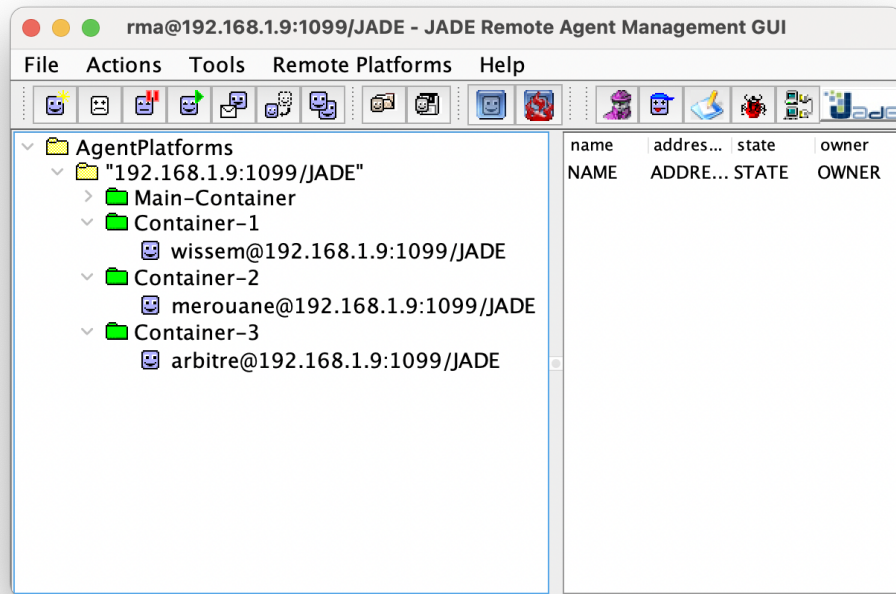 rma@192.168.1.9:1099/JADE - JADE Remote Agent Management GUI
File Actions Tools Remote Platforms Help
Jade
AgentPlatforms
"192.168.1.9:1099/JADE"
Main-Container
Container-1
wissem@192.168.1.9:1099/JADE
Container-2
merouane@192.168.1.9:1099/JADE
Container-3
arbitre@192.168.1.9:1099/JADE
name addres... state owner
NAME ADDRE... STATE OWNER